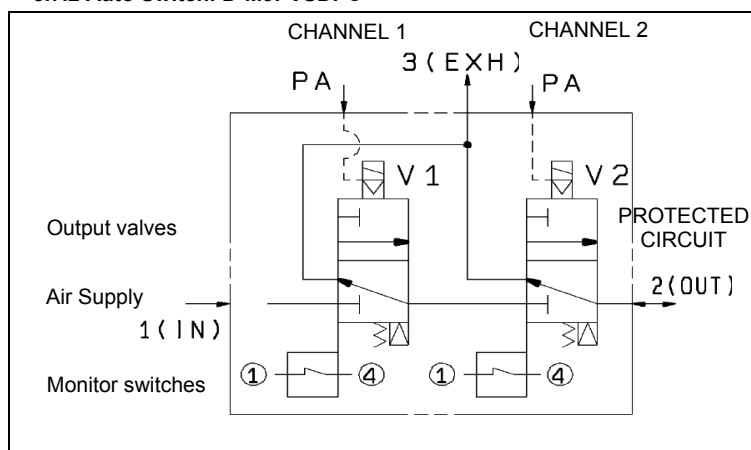 CHANNEL 1
CHANNEL 2
3 (EXH)
PA
PA
V1
V2
Output valves
PROTECTED
CIRCUIT
Air Supply
1 (IN)
2 (OUT)
Monitor switches
1
4
1
4